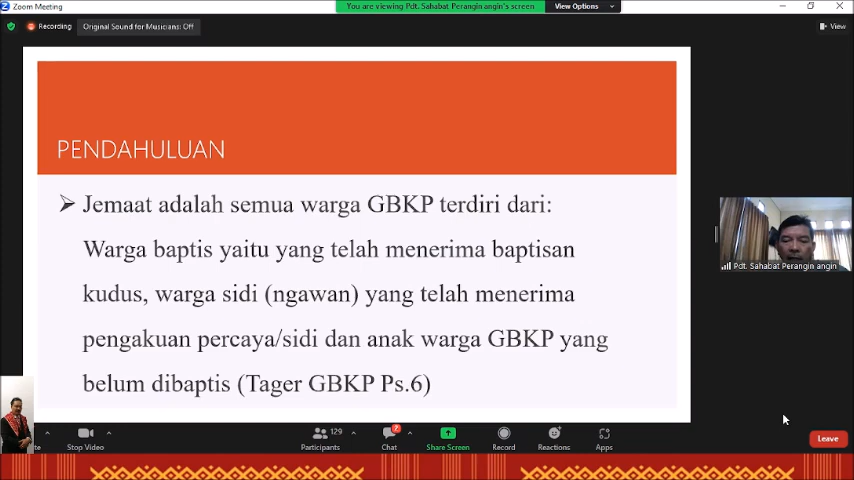 Zoom Meeting
You are viewing Pdt. Sahabat Perangin angin's screen
View Options
Recording
Original Sound for Musicians: Off
View
PENDAHULUAN
Jemaat adalah semua warga GBKP terdiri dari:
Warga baptis yaitu yang telah menerima baptisan
kudus, warga sidi (ngawan) yang telah menerima
pengakuan percaya/sidi dan anak warga GBKP yang
belum dibaptis (Tager GBKP Ps.6)
Pdt. Sahabat Perangin angin
Stop Video
129
Participants
7
Chat
Share Screen
Record
Reactions
Apps
Leave